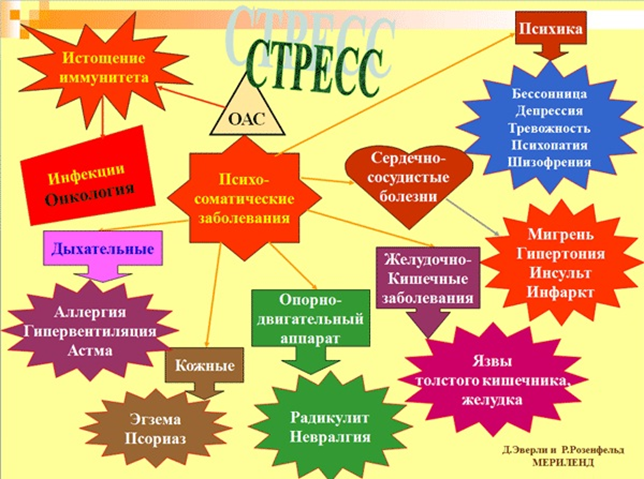 СТРЕСС
Истощение
иммунитета
ОАС
Психика
Бессонница
Депрессия
Тревожность
Психопатия
Шизофрения
Инфекции
Онкология
Психо-
соматические
заболевания
Сердечно-
сосудистые
болезни
Мигрень
Гипертония
Инсульт
Инфаркт
Дыхательные
Аллергия
Гипервентиляция
Астма
Желудочно-
Кишечные
заболевания
Язвы
толстого кишечника,
желудка
Опорно-
двигательный
аппарат
Радикулит
Невралгия
Кожные
Экзема
Псориаз
Д.Эверли и Р.Розенфельд
МЕРИЛЕНД